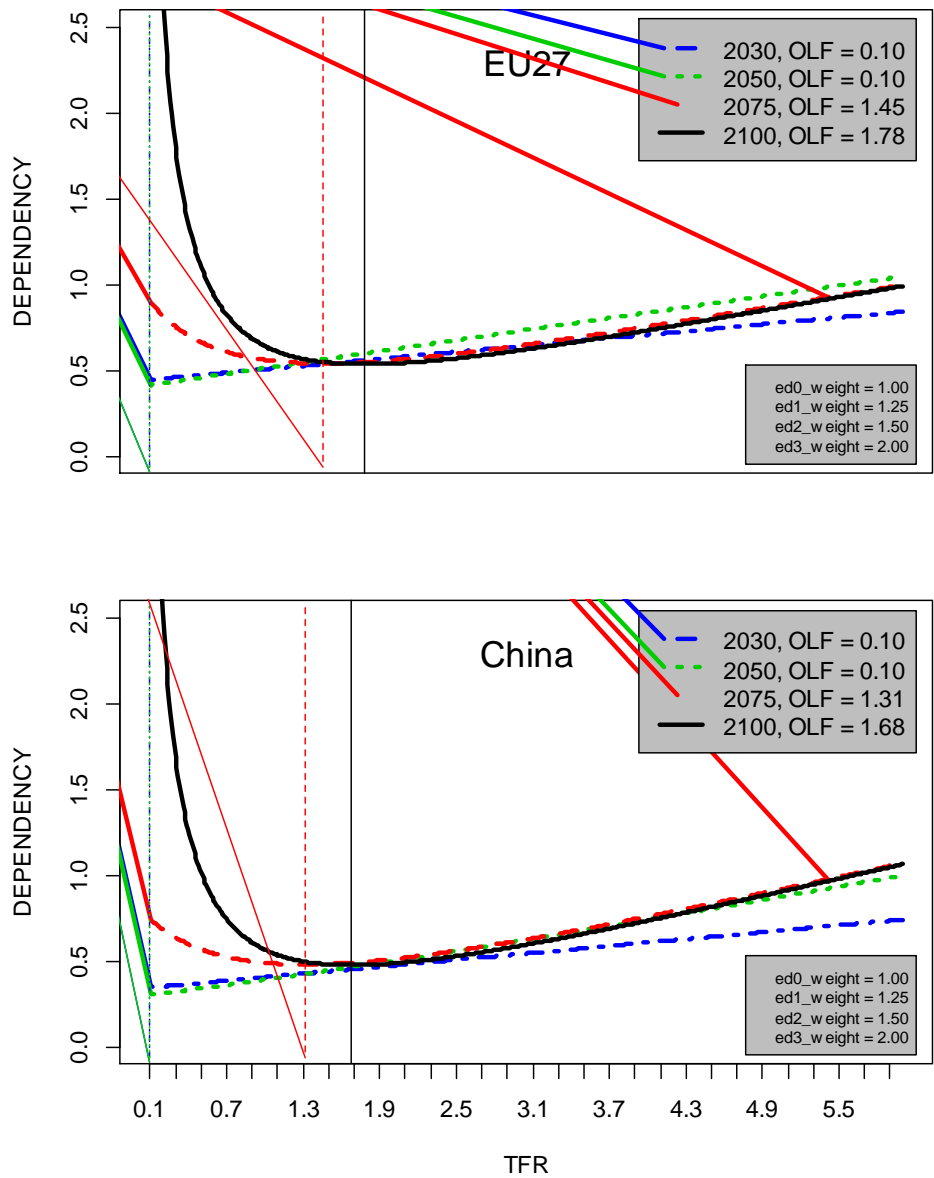 2.5
2.0
1.5
1.0
0.5
0.0
DEPENDENCY
EU27
2030, OLF = 0.10
2050, OLF = 0.10
2075, OLF = 1.45
2100, OLF = 1.78
ed0_w eight = 1.00
ed1_w eight = 1.25
ed2_w eight = 1.50
ed3_w eight = 2.00
2.5
2.0
1.5
1.0
0.5
0.0
DEPENDENCY
China
2030, OLF = 0.10
2050, OLF = 0.10
2075, OLF = 1.31
2100, OLF = 1.68
ed0_w eight = 1.00
ed1_w eight = 1.25
ed2_w eight = 1.50
ed3_w eight = 2.00
0.1 0.7 1.3 1.9 2.5 3.1 3.7 4.3 4.9 5.5
TFR